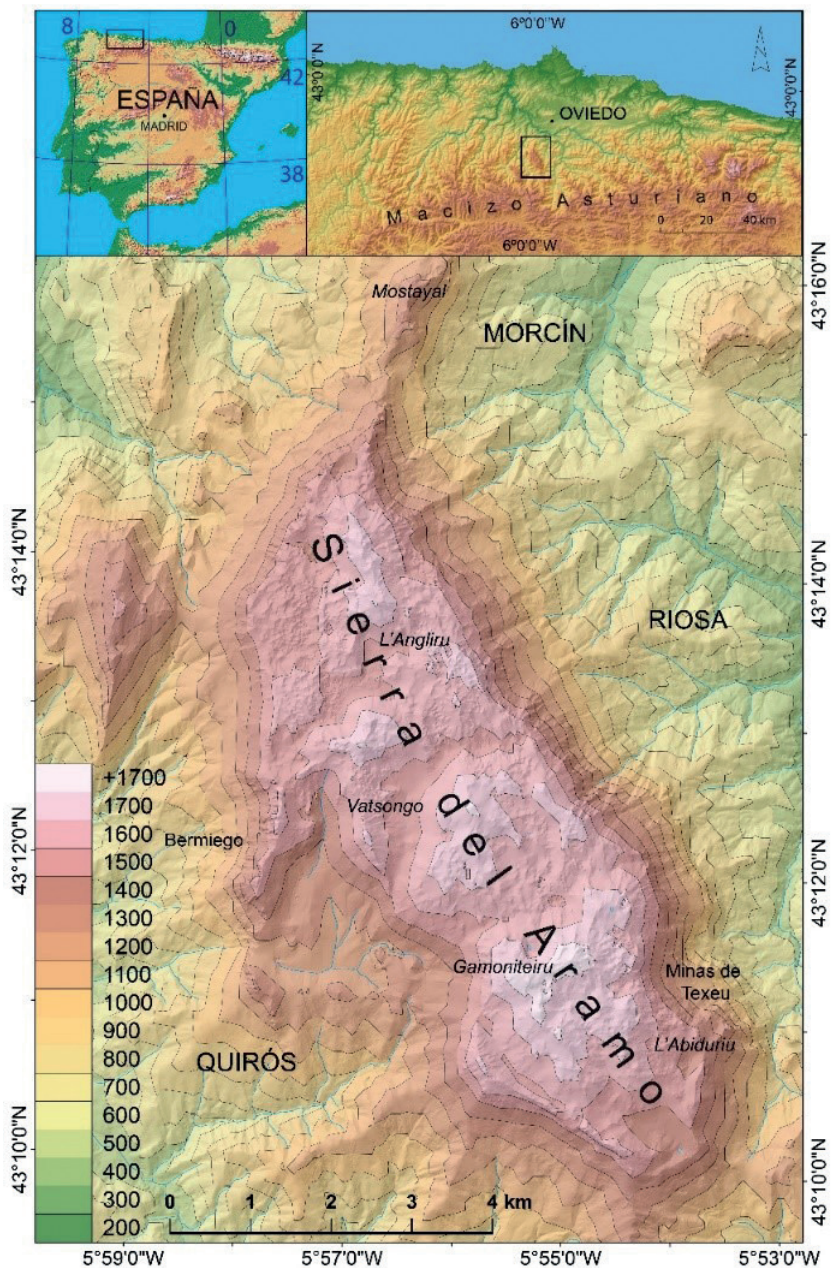 8
0
42
ESPAÑA
MADRID
38
6º0'0"W
43º0'0"N
43º0'0"N
OVIEDO
Macizo Asturiano
0 20 40 km
6º0'0"W
43°16'0"N
Mostayal
MORCÍN
43°14'0"N
43°14'0"N
Sierra del Aramo
RIOSA
L'Angliru
Vatsongo
Bermiego
43°12'0"N
43°12'0"N
Gamoniteiru
Minas de
Texeu
L'Abiduriu
QUIRÓS
43°10'0"N
43°10'0"N
+1700
1700
1600
1500
1400
1300
1200
1100
1000
900
800
700
600
500
400
300
200
0 1 2 3 4 km
5°59'0"W 5°57'0"W 5°55'0"W 5°53'0"W